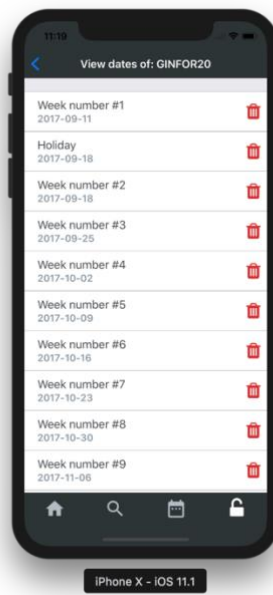 11:19
View dates of: GINFOR20
Week number #1
2017-09-11
Holiday
2017-09-18
Week number #2
2017-09-18
Week number #3
2017-09-25
Week number #4
2017-10-02
Week number #5
2017-10-09
Week number #6
2017-10-16
Week number #7
2017-10-23
Week number #8
2017-10-30
Week number #9
2017-11-06
iPhone X - iOS 11.1